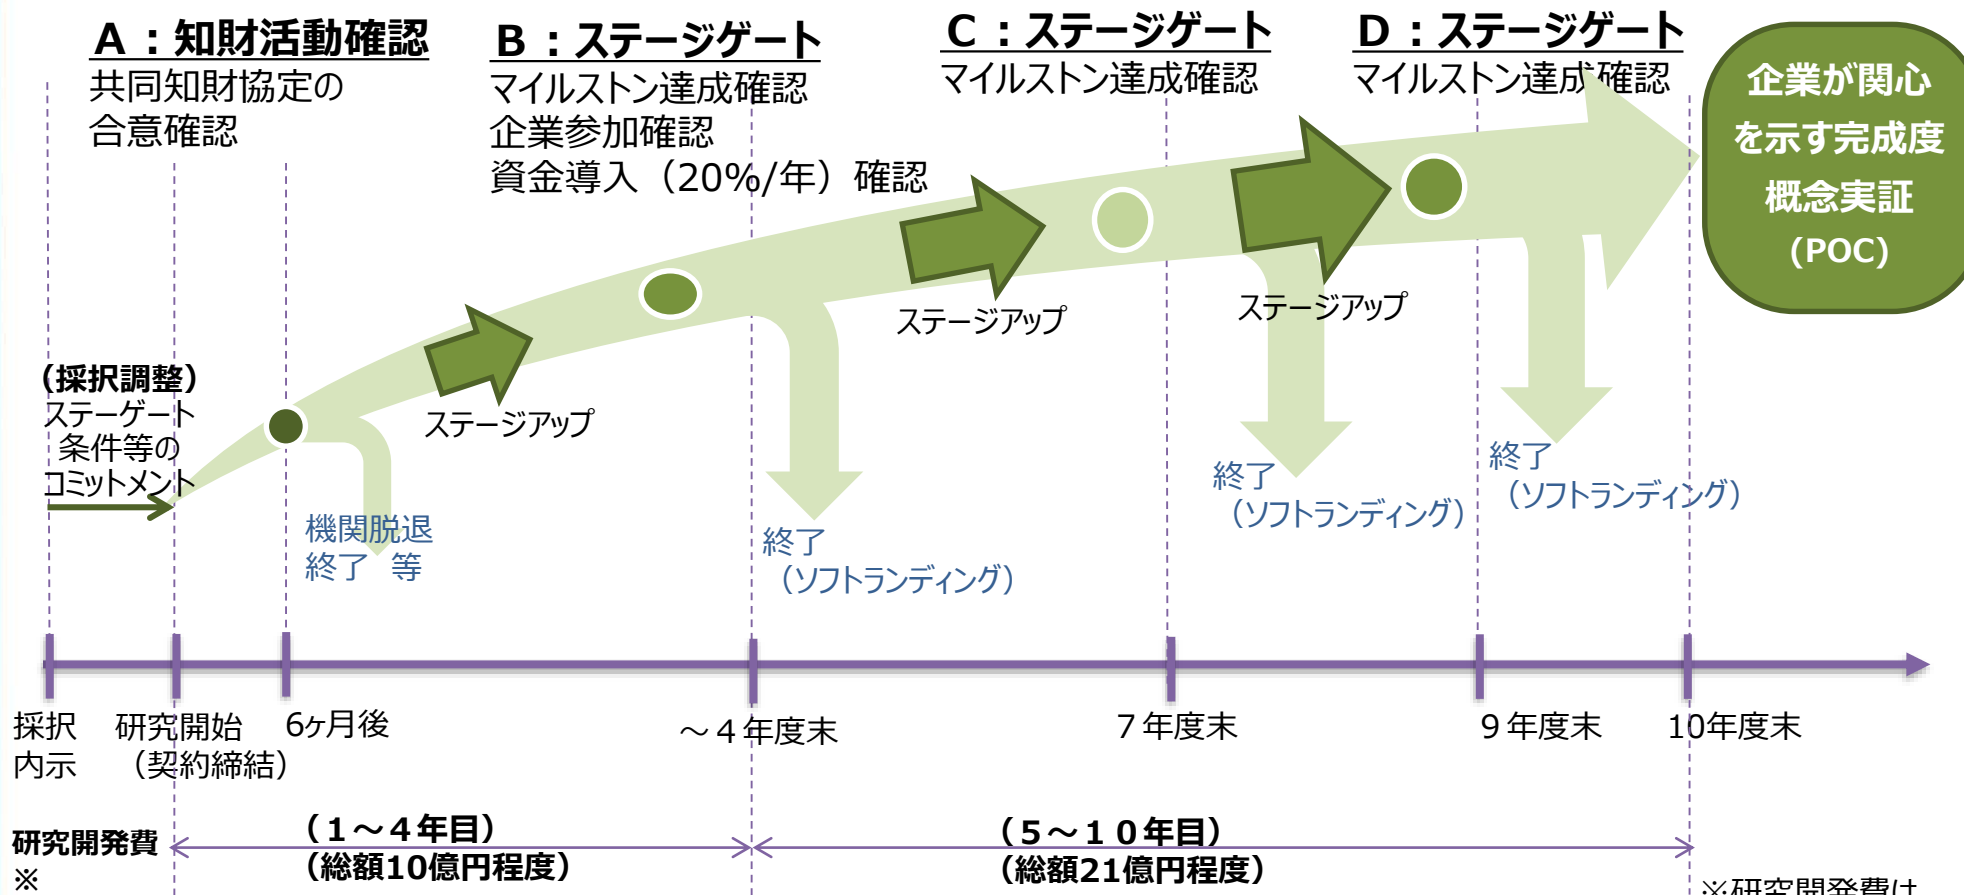 A：知財活動確認
共同知財協定の
合意確認
B：ステージゲート
マイルストン達成確認
企業参加確認
資金導入（20%/年）確認
C：ステージゲート
マイルストン達成確認
D：ステージゲート
マイルストン達成確認
企業が関心
を示す完成度
概念実証
(POC)
ステージアップ
ステージアップ
ステージアップ
（採択調整）
ステーゲート
条件等の
コミットメント
機関脱退
終了 等
終了
（ソフトランディング）
終了
（ソフトランディング）
終了
（ソフトランディング）
採択
内示
研究開始
（契約締結）
6ヶ月後
～４年度末
７年度末
９年度末
10年度末
研究開発費
※
（１～４年目）
（総額10億円程度）
（５～１０年目）
（総額21億円程度）
※研究開発費は